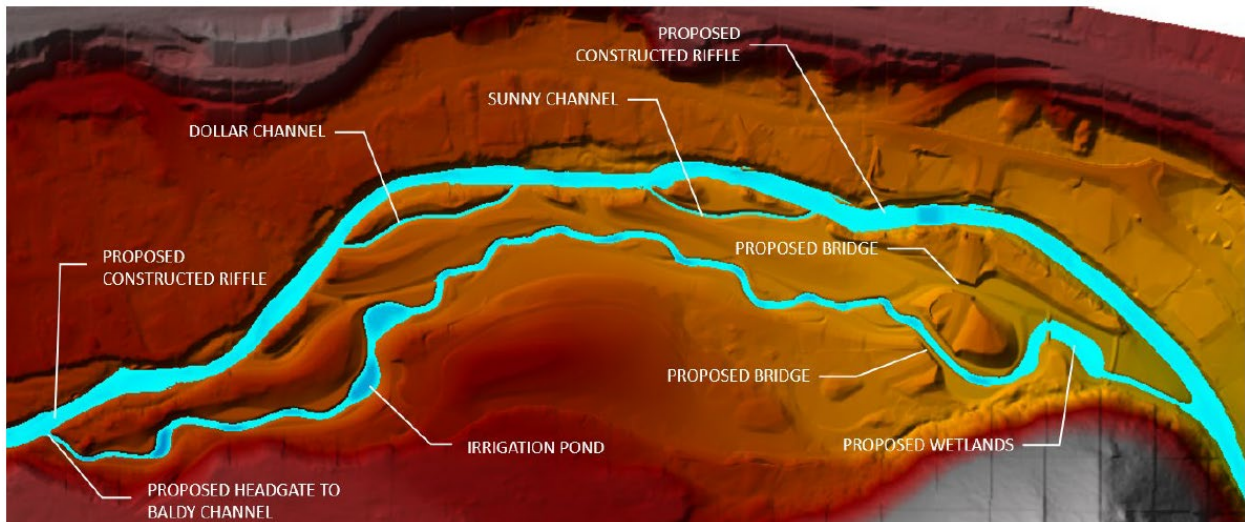 PROPOSED
CONSTRUCTED RIFFLE
SUNNY CHANNEL
DOLLAR CHANNEL
PROPOSED
CONSTRUCTED RIFFLE
PROPOSED BRIDGE
PROPOSED BRIDGE
IRRIGATION POND
PROPOSED WETLANDS
PROPOSED HEADGATE TO
BALDY CHANNEL